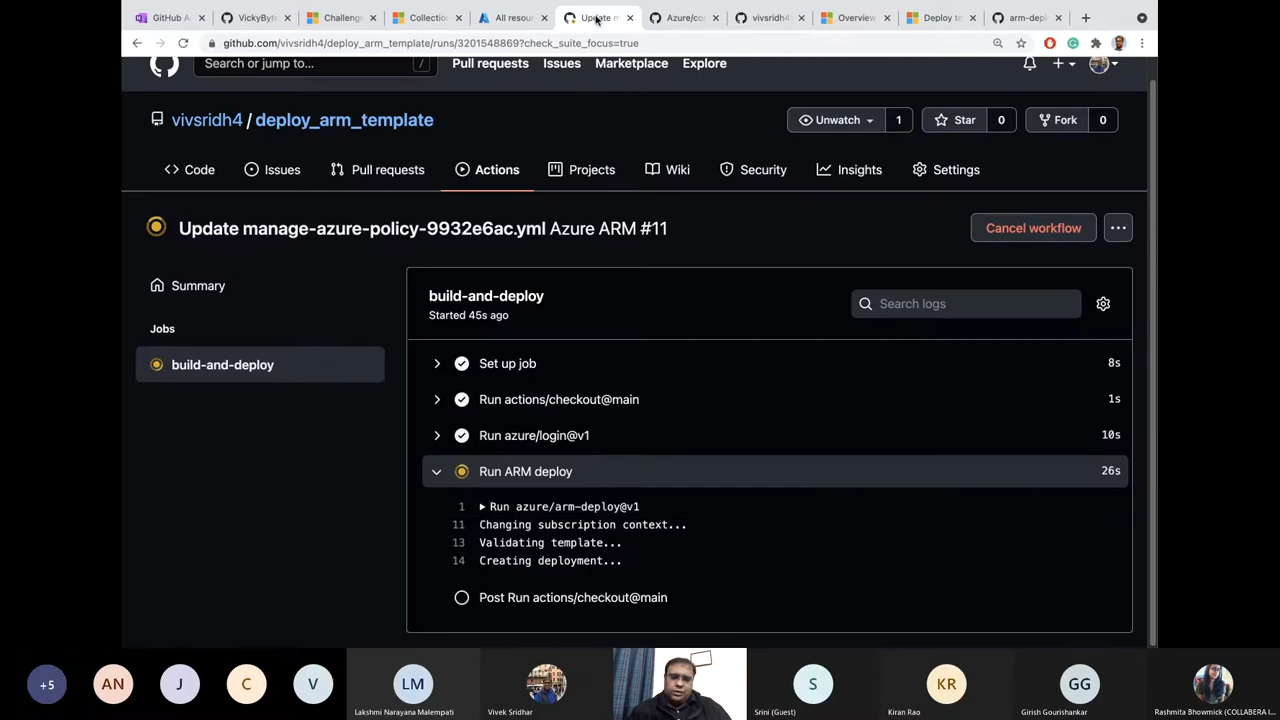 GitHub A
VickyByte
Challeng
Collection
All resou
Update m
Azure/co
vivsridh4
Overview
Deploy to
arm-depl
github.com/vivsridh4/deploy_arm_template/runs/3201548869?check_suite_focus=true
Search or jump to...
/
Pull requests
Issues
Marketplace
Explore
vivsridh4 / deploy_arm_template
Unwatch
1
Star
0
Fork
0
Code
Issues
Pull requests
Actions
Projects
Wiki
Security
Insights
Settings
Update manage-azure-policy-9932e6ac.yml Azure ARM #11
Cancel workflow
Summary
Jobs
build-and-deploy
build-and-deploy
Started 45s ago
Search logs
Set up job 8s
Run actions/checkout@main 1s
Run azure/login@v1 10s
Run ARM deploy 26s
1 Run azure/arm-deploy@v1
11 Changing subscription context...
13 Validating template...
14 Creating deployment...
Post Run actions/checkout@main
+5
AN
J
C
V
LM
Lakshmi Narayana Malempati
Vivek Sridhar
S
Srini (Guest)
KR
Kiran Rao
GG
Girish Gourishankar
Rashmita Bhowmick (COLLABERA I...